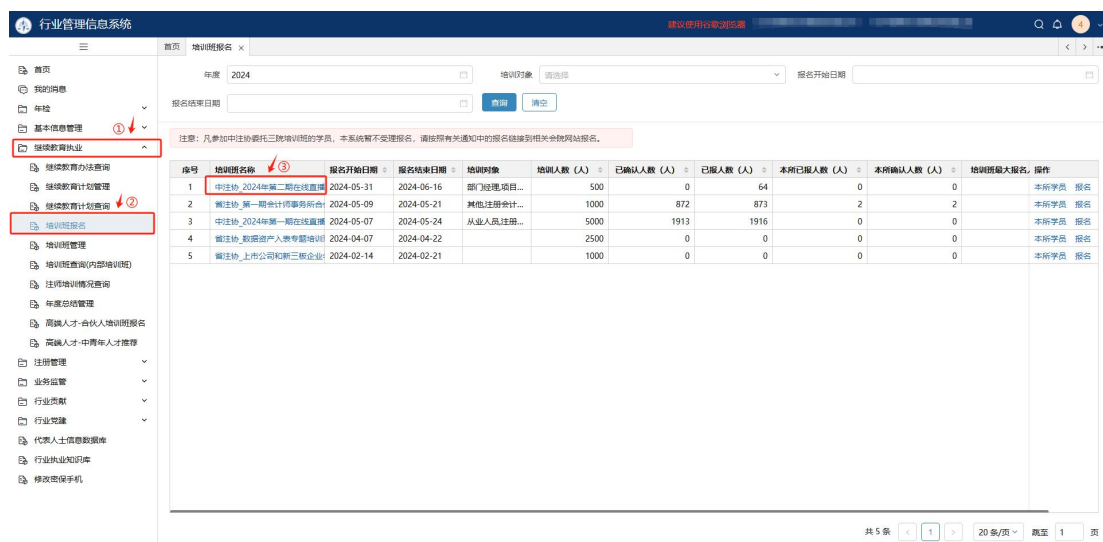 行业管理信息系统
建议使用谷歌浏览器
4
首页 培训班报名 ×
首页
我的消息
年检
基本信息管理
①
继续教育执业
继续教育办法查询
继续教育计划管理
继续教育计划查询
②
培训班报名
培训班管理
培训班查询(内部培训班)
注师培训情况查询
年度总结管理
高端人才-合伙人培训班报名
高端人才-中青年人才推荐
注册管理
业务监管
行业贡献
行业党建
代表人士信息数据库
行业执业知识库
修改密保手机
年度 2024 培训对象 请选择 报名开始日期
报名结束日期 查询 清空
注意：凡参加中注协委托三院培训班的学员，本系统暂不受理报名，请按照有关通知中的报名链接到相关会院网站报名。
③
序号 培训班名称 报名开始日期 报名结束日期 培训对象 培训人数（人） 已确认人数（人） 已报人数（人） 本所已报人数（人） 本所确认人数（人） 培训班最大报名 操作
1 中注协_2024年第二期在线直播 2024-05-31 2024-06-16 部门经理,项目... 500 0 64 0 0 本所学员 报名
2 省注协_第一期会计师事务所合 2024-05-09 2024-05-21 其他,注册会计... 1000 872 873 2 2 本所学员 报名
3 中注协_2024年第一期在线直播 2024-05-07 2024-05-24 从业人员,注册... 5000 1913 1916 0 0 本所学员 报名
4 省注协_数据资产入表专题培训 2024-04-07 2024-04-22 2500 0 0 0 0 本所学员 报名
5 省注协_上市公司和新三板企业 2024-02-14 2024-02-21 1000 0 0 0 0 本所学员 报名
共 5 条 < 1 > 20 条/页 跳至 1 页